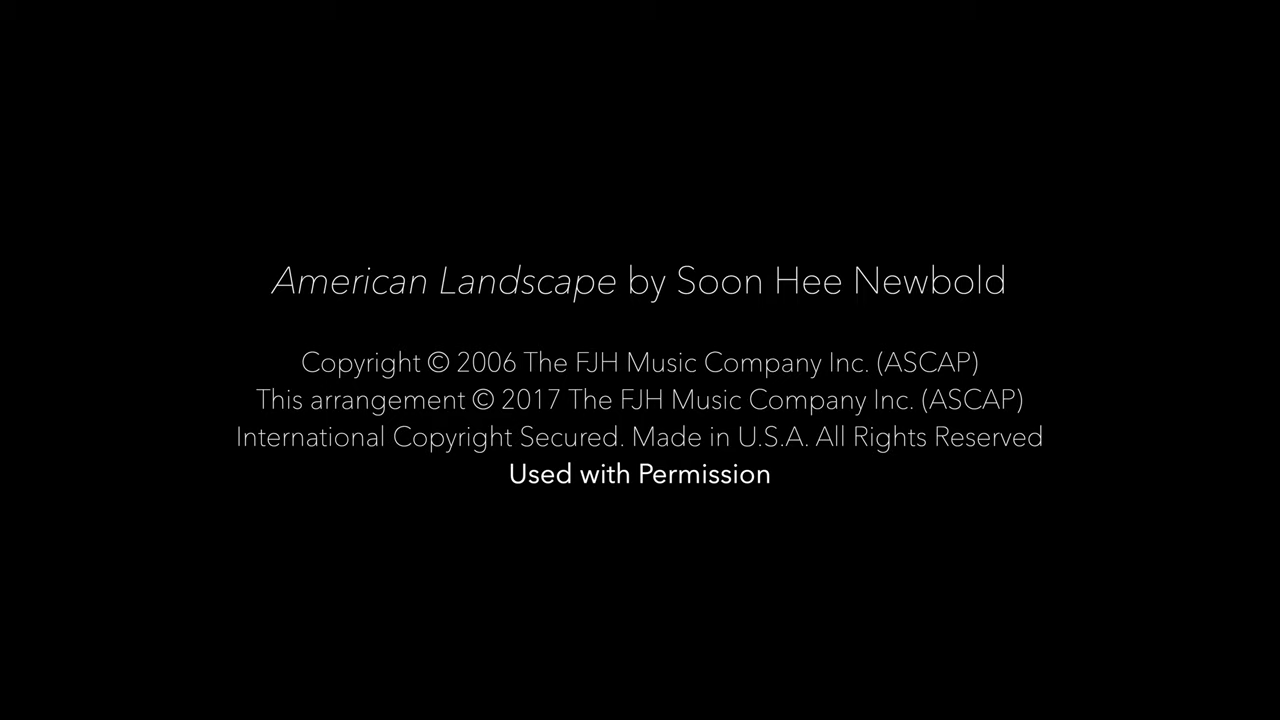 American Landscape by Soon Hee Newbold
Copyright © 2006 The FJH Music Company Inc. (ASCAP)
This arrangement © 2017 The FJH Music Company Inc. (ASCAP)
International Copyright Secured. Made in U.S.A. All Rights Reserved
Used with Permission